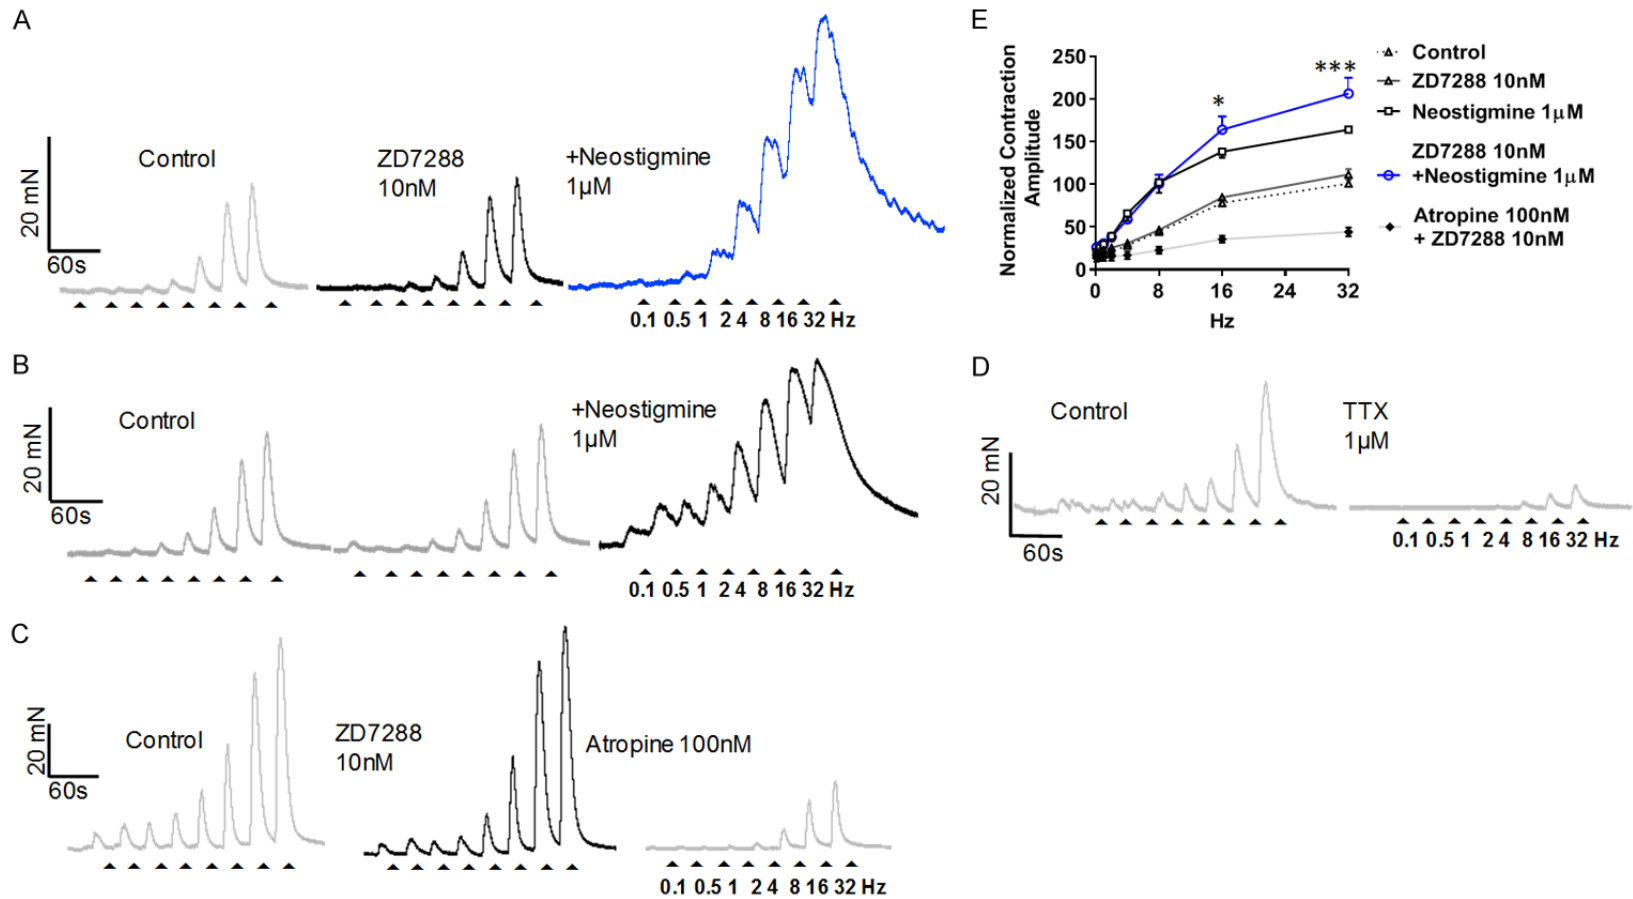 A
Control
ZD7288
10nM
+Neostigmine
1µM
20 mN
60s
0.1 0.5 1 2 4 8 16 32 Hz
E
Normalized Contraction
Amplitude
250
200
150
100
50
0
0 8 16 24 32
Hz
*
***
Control
ZD7288 10nM
Neostigmine 1µM
ZD7288 10nM
+Neostigmine 1µM
Atropine 100nM
+ ZD7288 10nM
B
Control
+Neostigmine
1µM
20 mN
60s
0.1 0.5 1 2 4 8 16 32 Hz
D
Control
TTX
1µM
20 mN
60s
0.1 0.5 1 2 4 8 16 32 Hz
C
Control
ZD7288
10nM
Atropine 100nM
20 mN
60s
0.1 0.5 1 2 4 8 16 32 Hz